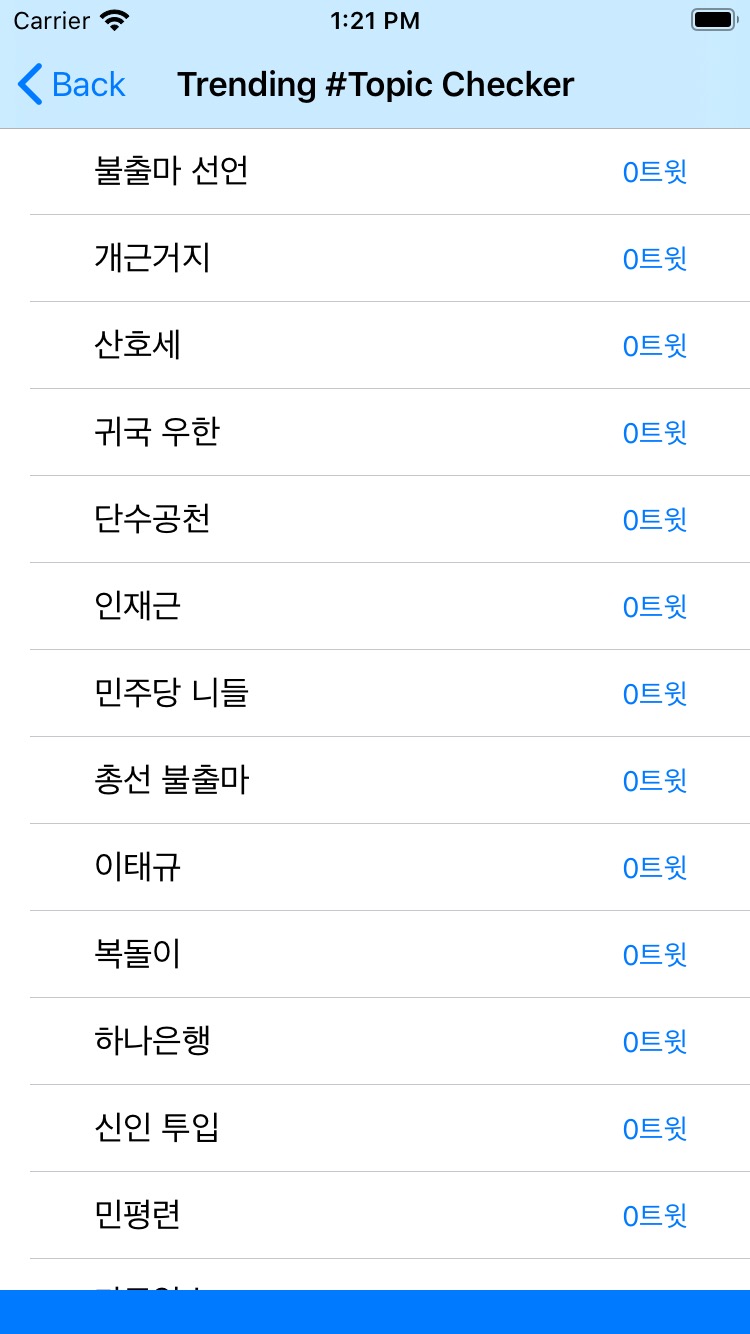 Carrier 1:21 PM
Back Trending #Topic Checker
불출마 선언 0트윗
개근거지 0트윗
산호세 0트윗
귀국 우한 0트윗
단수공천 0트윗
인재근 0트윗
민주당 니들 0트윗
총선 불출마 0트윗
이태규 0트윗
복돌이 0트윗
하나은행 0트윗
신인 투입 0트윗
민평련 0트윗